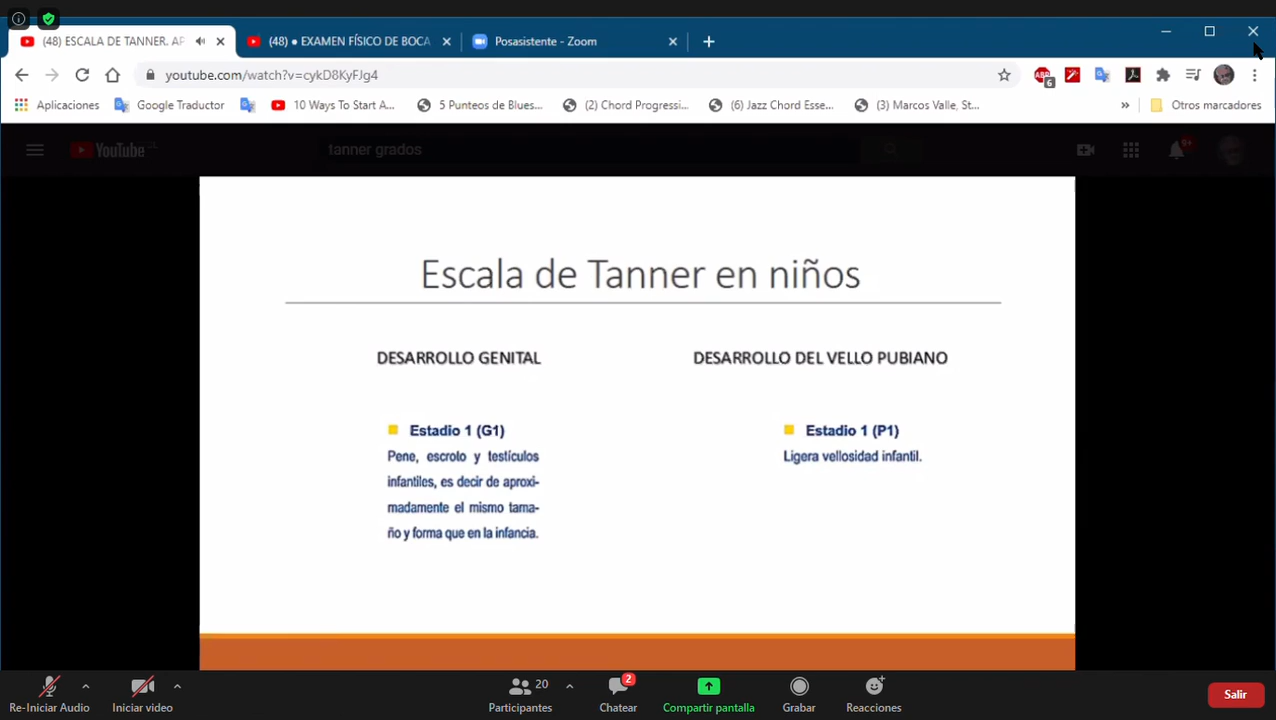 (48) ESCALA DE TANNER. AP
(48) ● EXAMEN FÍSICO DE BOCA
Posasistente - Zoom
youtube.com/watch?v=cykD8KyFJg4
6
Aplicaciones
Google Traductor
10 Ways To Start A...
5 Punteos de Blues...
(2) Chord Progressi...
(6) Jazz Chord Esse...
(3) Marcos Valle, St...
»
Otros marcadores
YouTube
tanner grados
9+
Escala de Tanner en niños
DESARROLLO GENITAL
Estadio 1 (G1)
Pene, escroto y testículos
infantiles, es decir de aproxi-
madamente el mismo tama-
ño y forma que en la infancia.
DESARROLLO DEL VELLO PUBIANO
Estadio 1 (P1)
Ligera vellosidad infantil.
Re-Iniciar Audio
Iniciar video
20
Participantes
2
Chatear
Compartir pantalla
Grabar
Reacciones
Salir